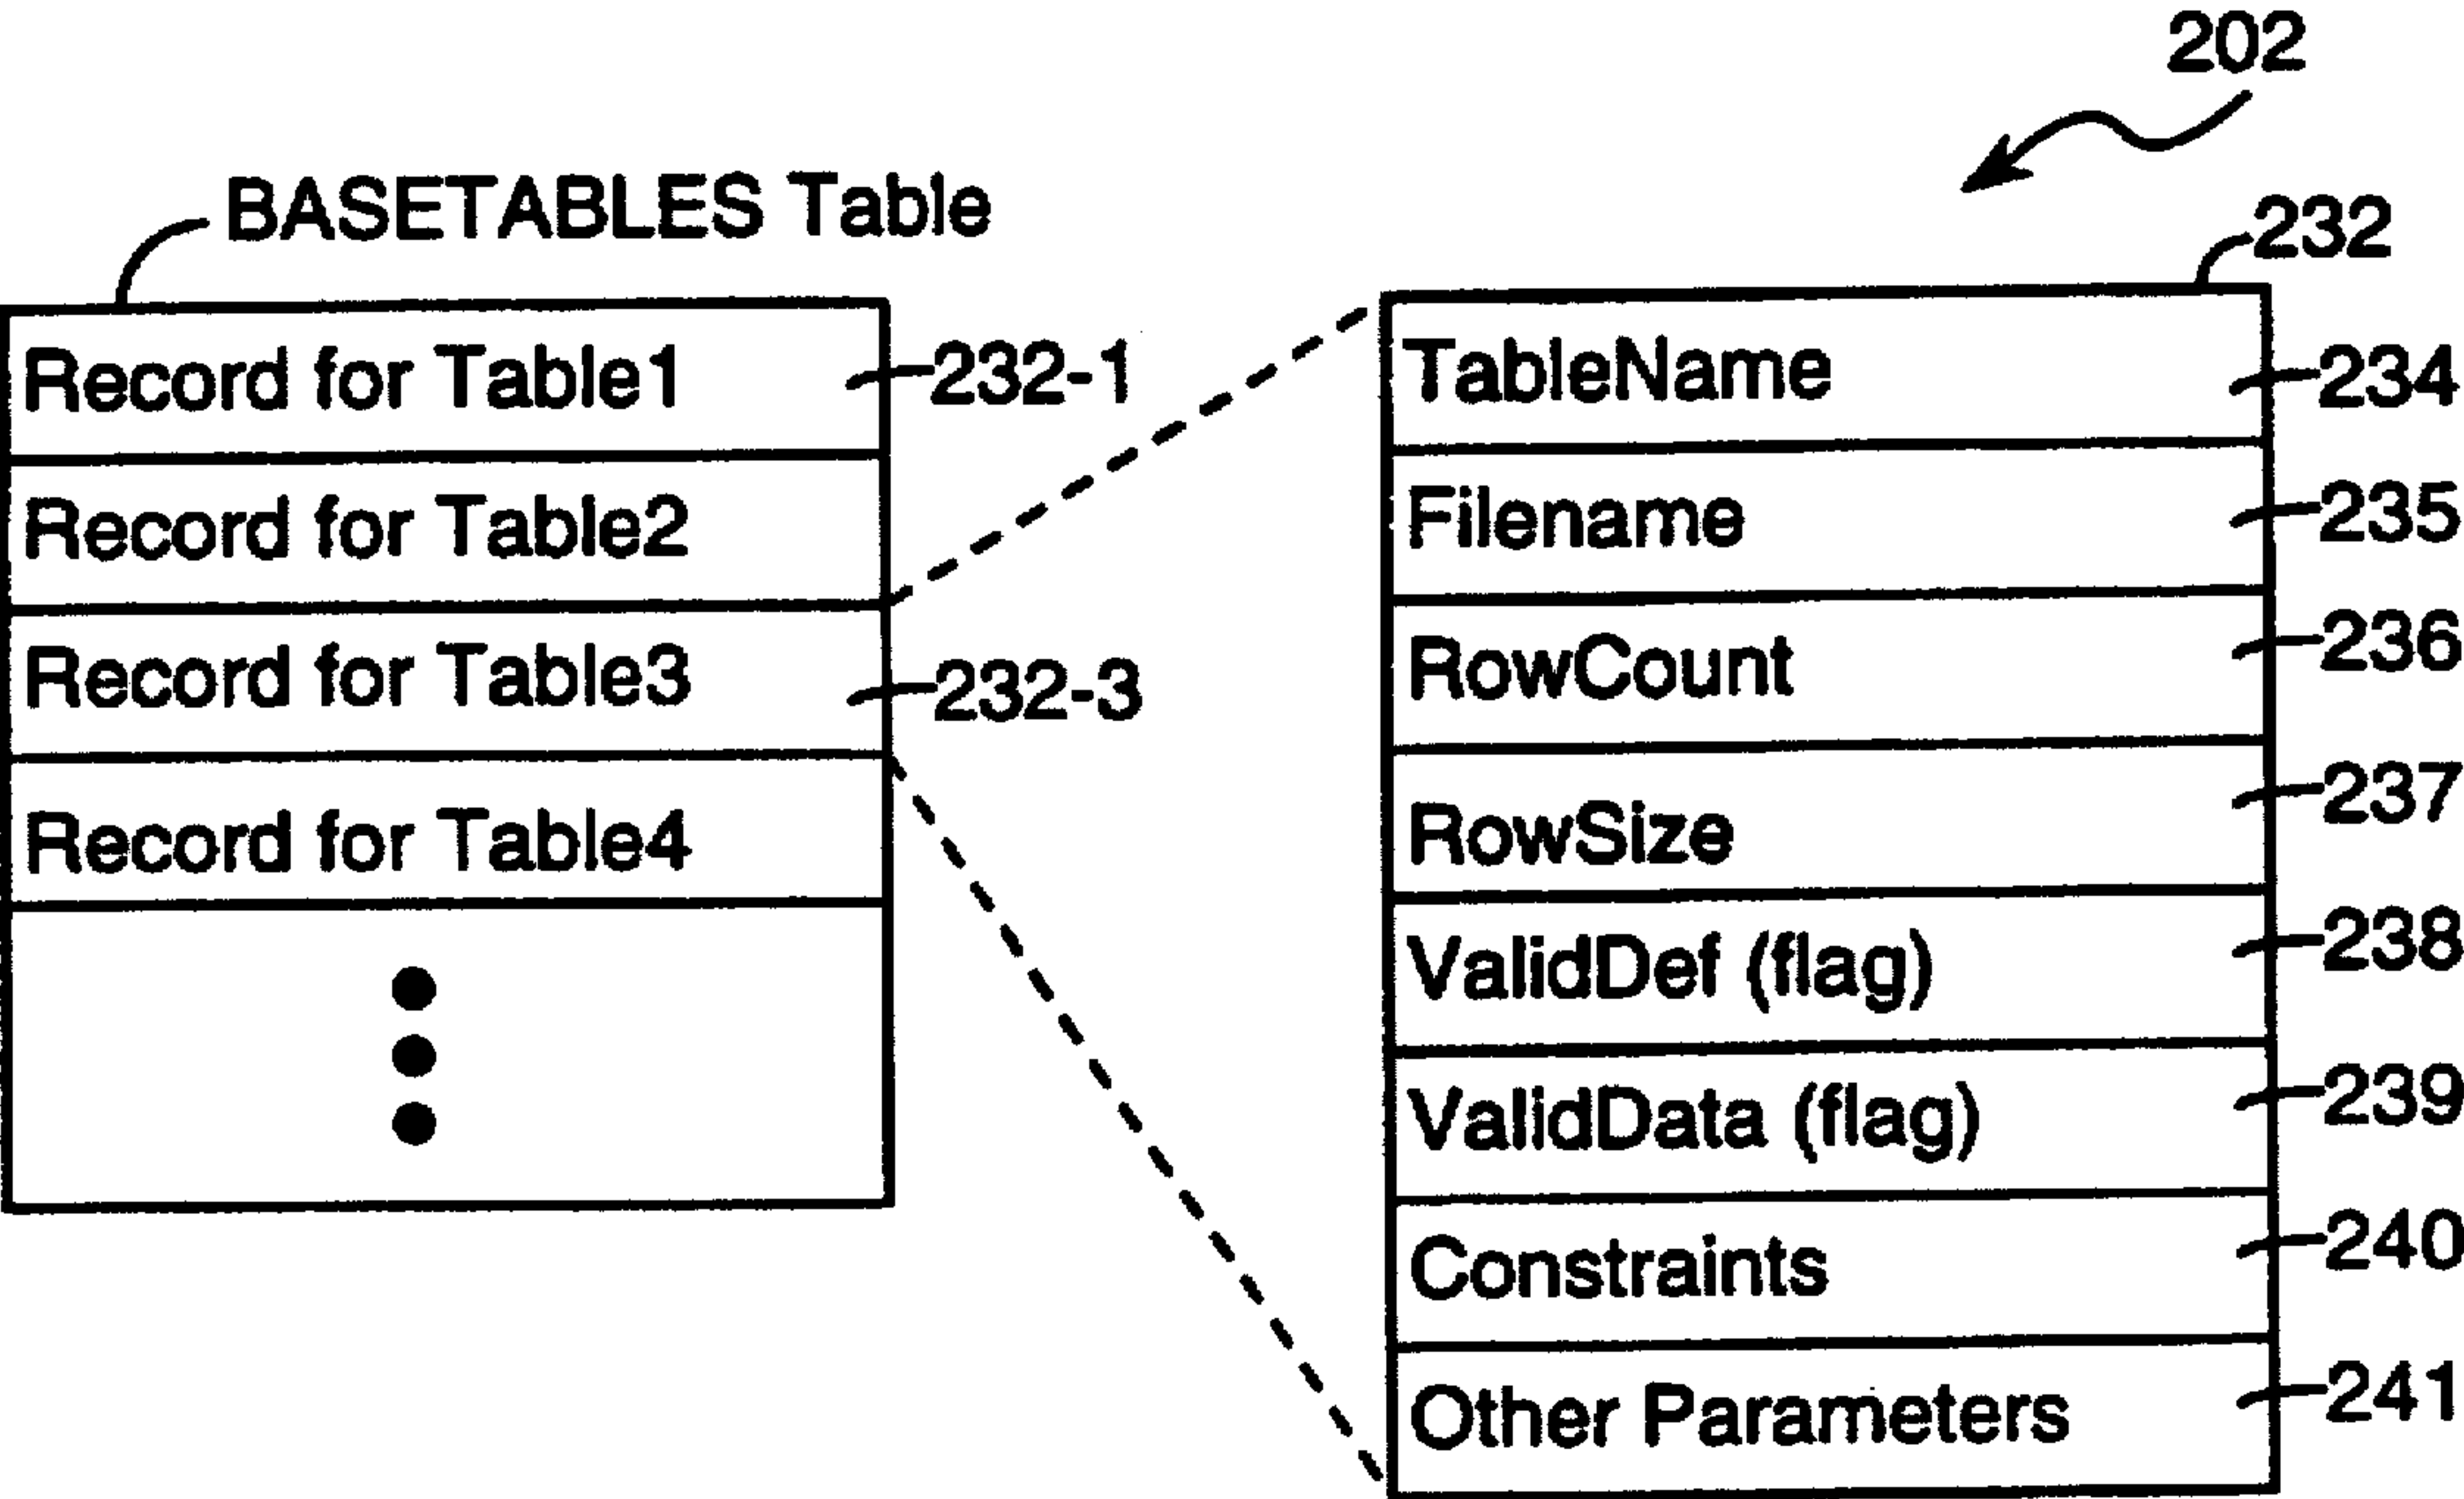 202
BASETABLES Table
232
Record for Table1
232-1
Record for Table2
Record for Table3
232-3
Record for Table4
TableName
234
Filename
235
RowCount
236
RowSize
237
ValidDef (flag)
238
ValidData (flag)
239
Constraints
240
Other Parameters
241